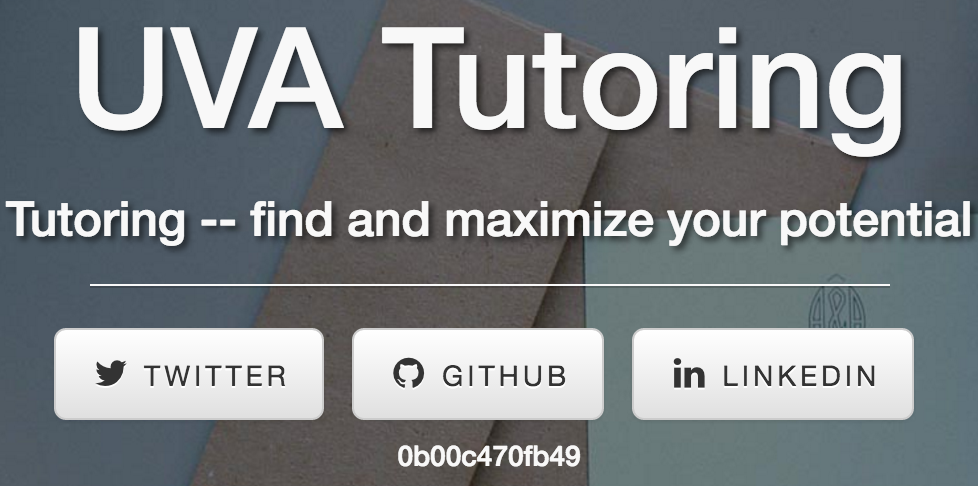 UVA Tutoring
Tutoring -- find and maximize your potential
TWITTER GITHUB LINKEDIN
0b00c470fb49